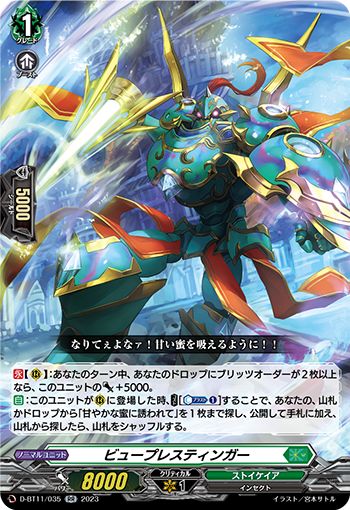 1
グレード
ブースト
5000
シールド
なりてぇよなァ!甘い蜜を吸えるように!!
永【】:あなたのターン中、あなたのドロップにブリッツオーダーが2枚以上
なら、このユニットの+5000。
自:このユニットがに登場した時、②[ブラスト1]することで、あなたの山札
かドロップから「甘やかな蜜に誘われて」を1枚まで探し、公開して手札に加え、
山札から探したら、山札をシャッフルする。
ノーマルユニット
ビュープレスティンガー
パワー
8000
クリティカル
1
ストイケイア
インセクト
D-BT11/035 RR 2023
イラスト/宮本サトル